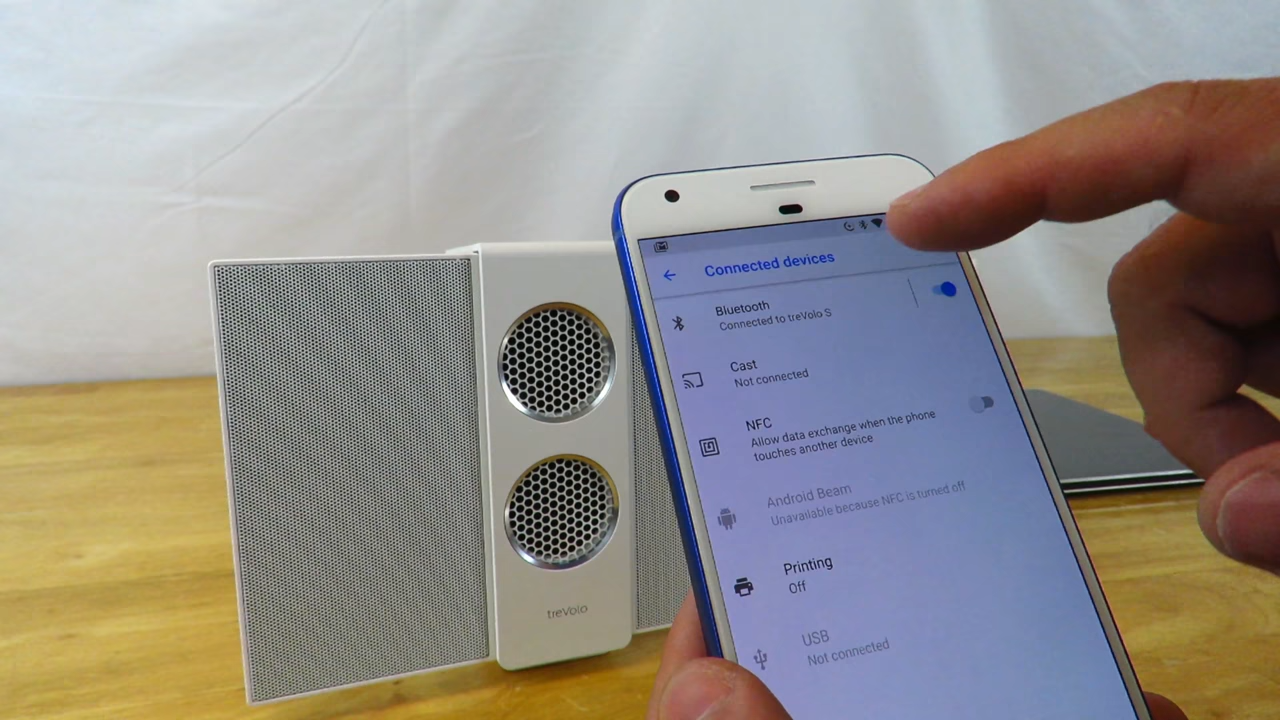 Connected devices
Bluetooth
Connected to treVolo S
Cast
Not connected
NFC
Allow data exchange when the phone
touches another device
Android Beam
Unavailable because NFC is turned off
Printing
Off
USB
Not connected
treVolo